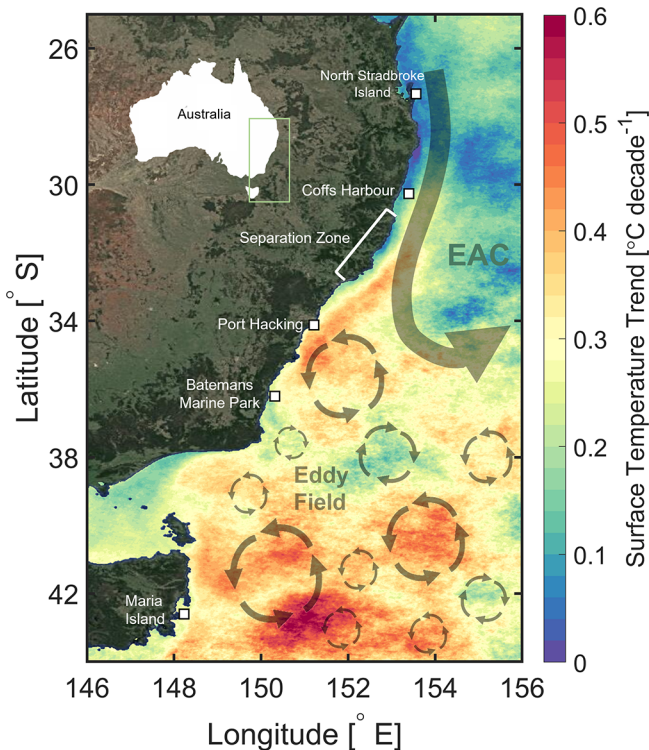 26
30
34
38
42
Latitude [° S]
146
148
150
152
154
156
Longitude [° E]
Australia
North Stradbroke
Island
Coffs Harbour
Separation Zone
EAC
Port Hacking
Batemans
Marine Park
Eddy
Field
Maria
Island
0.6
0.5
0.4
0.3
0.2
0.1
0
Surface Temperature Trend [°C decade⁻¹]